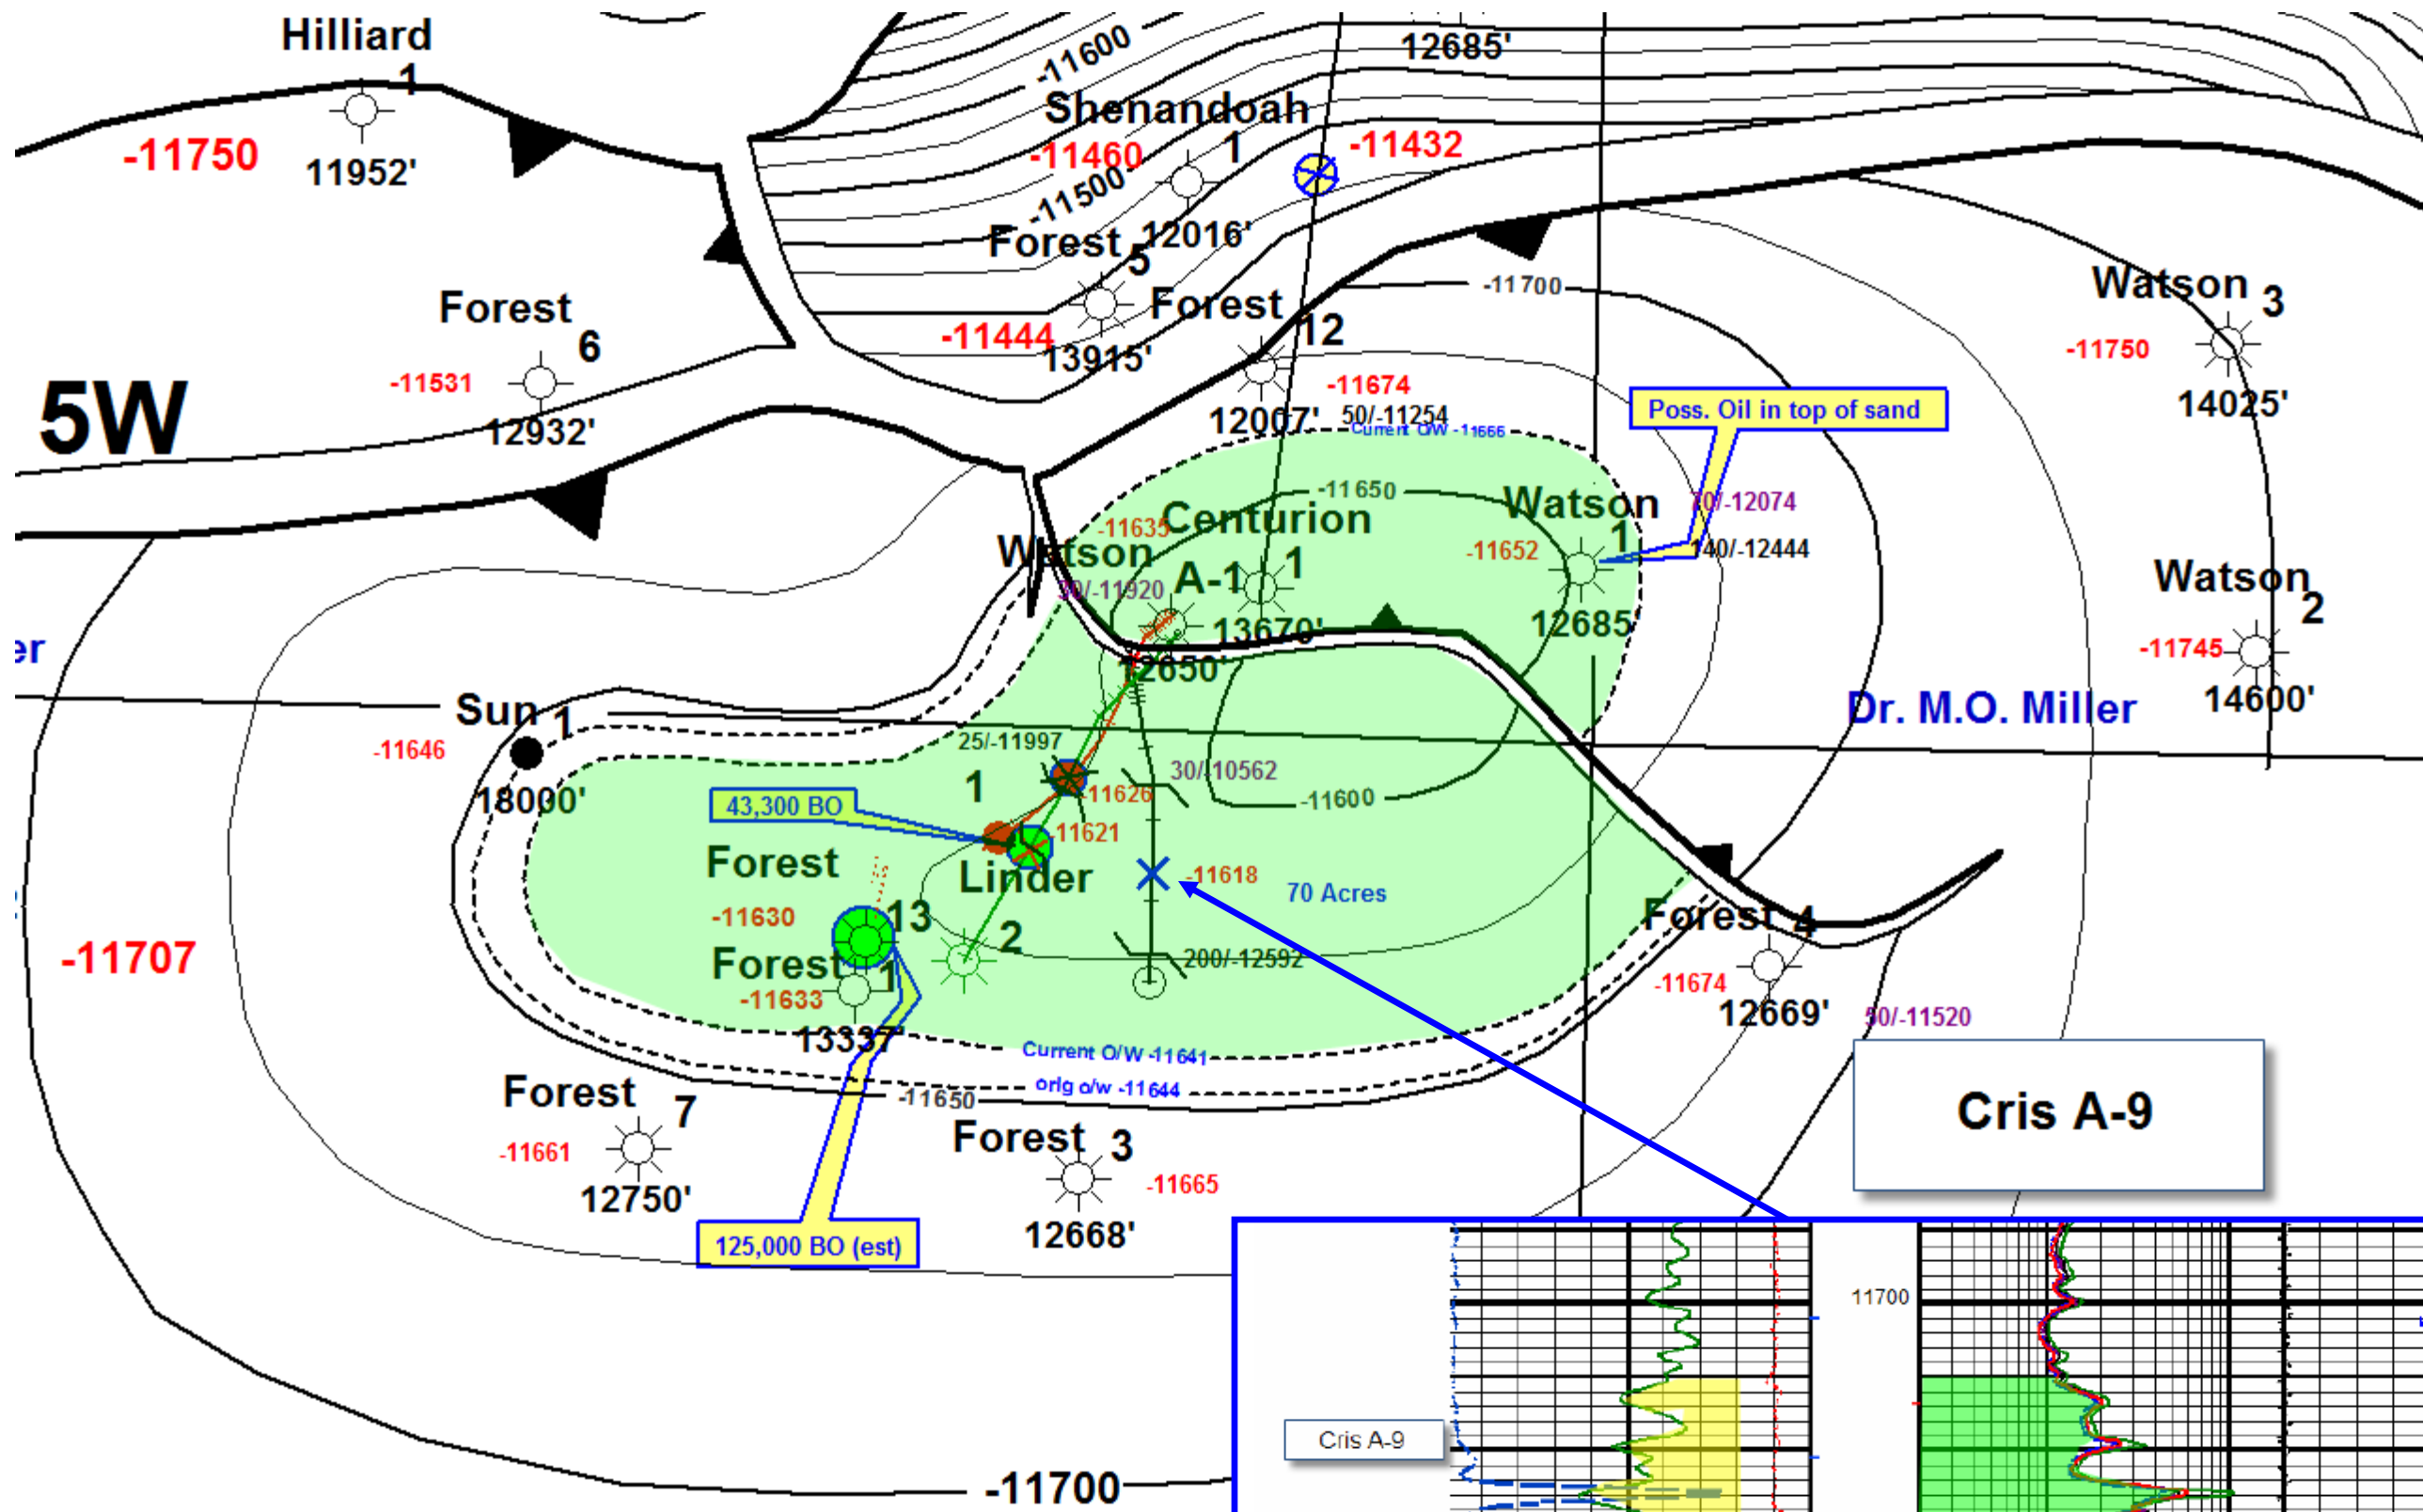 Hilliard
1
-11600
12685'
Shenandoah
-11750
11952'
-11460
1
-11432
-11500
12016'
Forest
5
Forest
12
-11700
Watson
3
-11750
14025'
Forest
6
-11531
12932'
-11444
13915'
5W
-11674
12007'
50/-11254
Current O/W -11666
Poss. Oil in top of sand
-11650
Watson
1
70/-12074
-11635
Centurion
1
Watson
A-1
-11652
140/-12444
30/-11920
13670'
12685
12650'
Watson
2
-11745
14600'
er
Sun
1
-11646
18000'
Dr. M.O. Miller
25/-11997
1
30/-10562
-11626
-11600
43,300 BO
-11621
Forest
Linder
-11618
70 Acres
-11630
13
2
Forest
4
Forest
1
-11633
200/-12592
-11674
12669'
-11707
50/-11520
13337'
Current O/W -11641
orig o/w -11644
-11650
Cris A-9
Forest
7
-11661
12750'
Forest
3
-11665
12668'
125,000 BO (est)
11700
Cris A-9
-11700